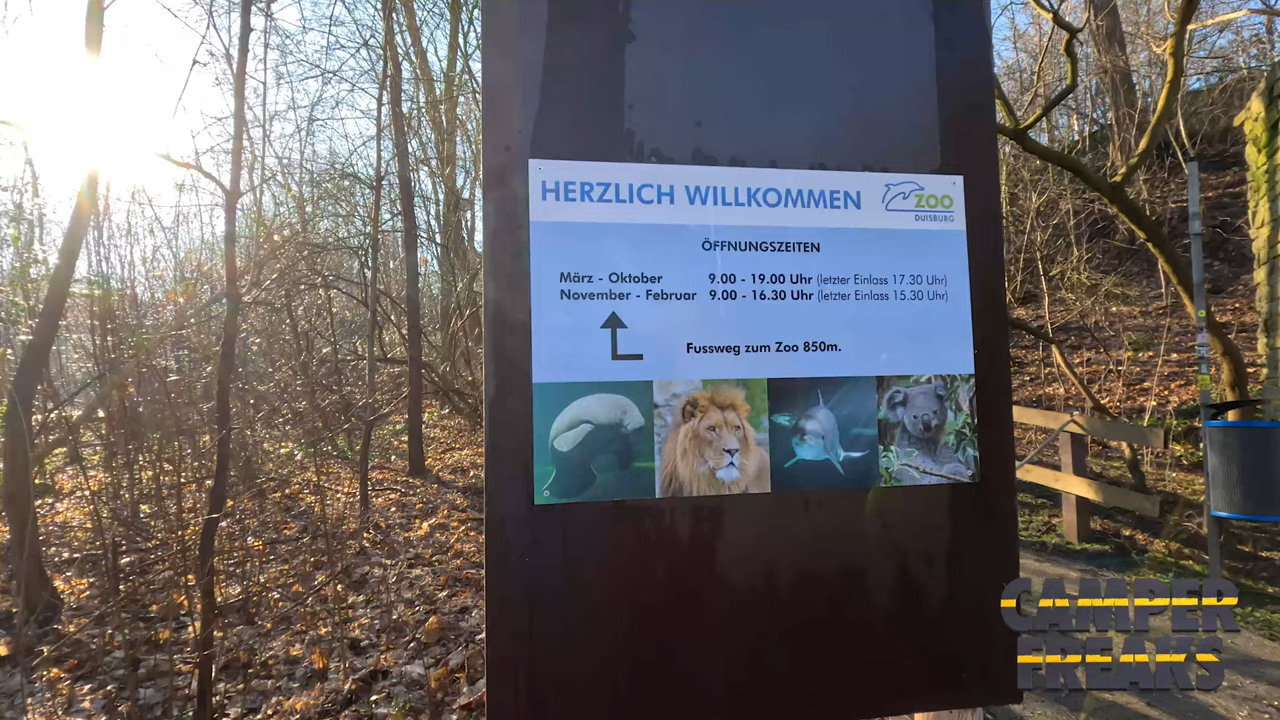 HERZLICH WILLKOMMEN
ZOO
DUISBURG
ÖFFNUNGSZEITEN
März - Oktober 9.00 - 19.00 Uhr (letzter Einlass 17.30 Uhr)
November - Februar 9.00 - 16.30 Uhr (letzter Einlass 15.30 Uhr)
Fussweg zum Zoo 850m.
CAMPER
FREAKS